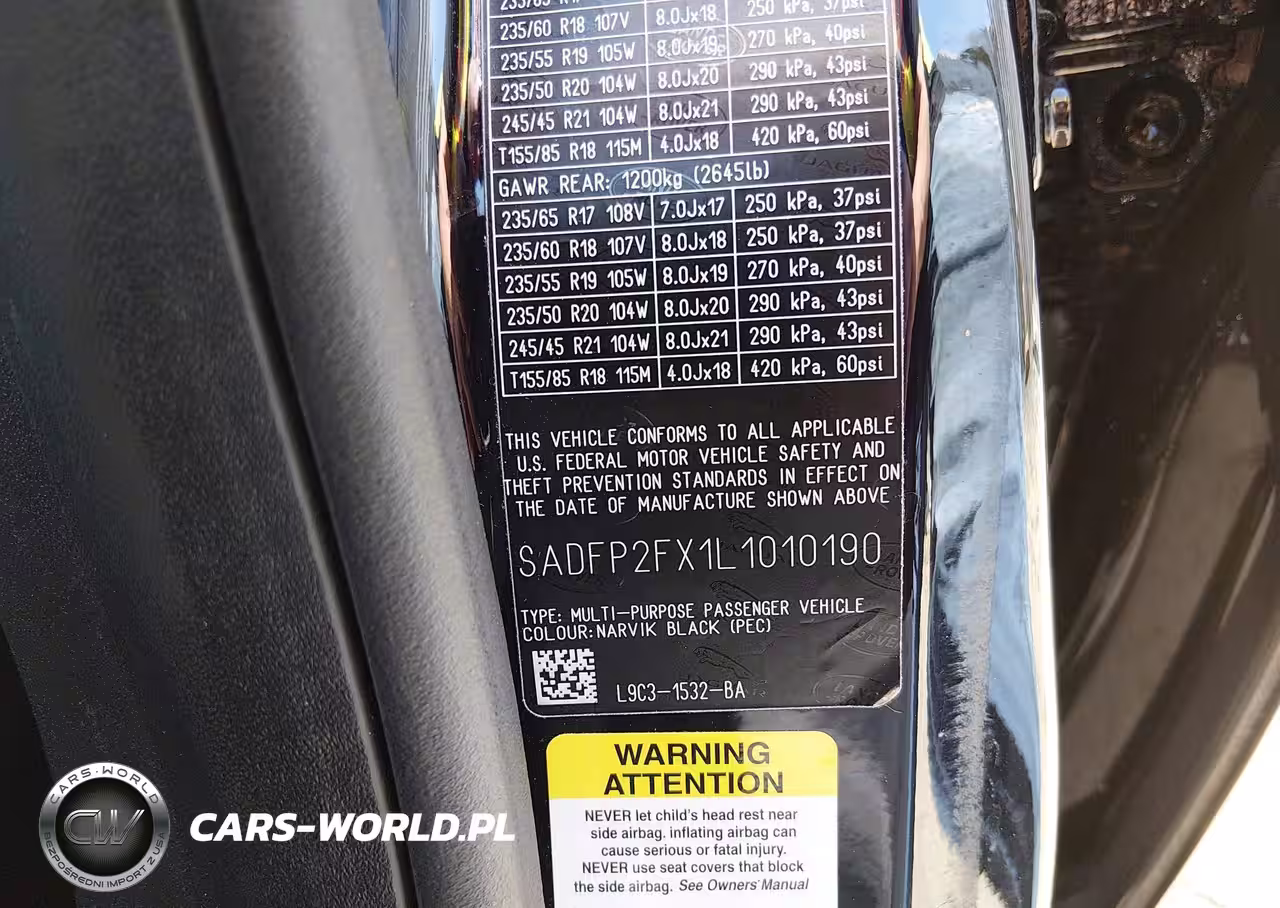 235/65 R17
235/60 R18 107V 8.0Jx18 250 kPa, 37psi
235/55 R19 105W 8.0Jx19 270 kPa, 40psi
235/50 R20 104W 8.0Jx20 290 kPa, 43psi
245/45 R21 104W 8.0Jx21 290 kPa, 43psi
T155/85 R18 115M 4.0Jx18 420 kPa, 60psi
GAWR REAR: 1200kg (2645lb)
235/65 R17 108V 7.0Jx17 250 kPa, 37psi
235/60 R18 107V 8.0Jx18 250 kPa, 37psi
235/55 R19 105W 8.0Jx19 270 kPa, 40psi
235/50 R20 104W 8.0Jx20 290 kPa, 43psi
245/45 R21 104W 8.0Jx21 290 kPa, 43psi
T155/85 R18 115M 4.0Jx18 420 kPa, 60psi
THIS VEHICLE CONFORMS TO ALL APPLICABLE
U.S. FEDERAL MOTOR VEHICLE SAFETY AND
THEFT PREVENTION STANDARDS IN EFFECT ON
THE DATE OF MANUFACTURE SHOWN ABOVE
SADFP2FX1L1010190
TYPE: MULTI-PURPOSE PASSENGER VEHICLE
COLOUR:NARVIK BLACK (PEC)
L9C3-1532-BA
WARNING
ATTENTION
NEVER let child's head rest near
side airbag. inflating airbag can
cause serious or fatal injury.
NEVER use seat covers that block
the side airbag. See Owners' Manual
CARS-WORLD
CW
BEZPOŚREDNI IMPORT Z USA
CARS-WORLD.PL